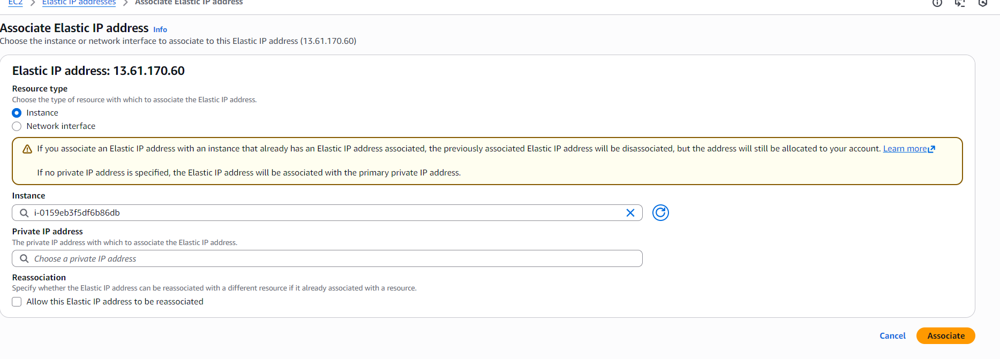 EC2 > Elastic IP addresses > Associate Elastic IP address
Associate Elastic IP address Info
Choose the instance or network interface to associate to this Elastic IP address (13.61.170.60)
Elastic IP address: 13.61.170.60
Resource type
Choose the type of resource with which to associate the Elastic IP address.
Instance
Network interface
If you associate an Elastic IP address with an instance that already has an Elastic IP address associated, the previously associated Elastic IP address will be disassociated, but the address will still be allocated to your account. Learn more
If no private IP address is specified, the Elastic IP address will be associated with the primary private IP address.
Instance
i-0159eb3f5df6b86db
Private IP address
The private IP address with which to associate the Elastic IP address.
Choose a private IP address
Reassociation
Specify whether the Elastic IP address can be reassociated with a different resource if it already associated with a resource.
Allow this Elastic IP address to be reassociated
Cancel Associate